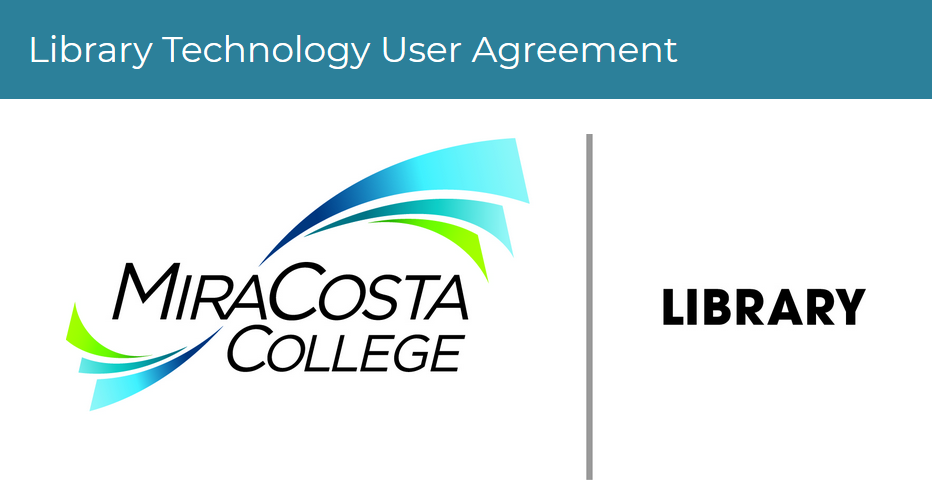 Library Technology User Agreement
MIRACOSTA
COLLEGE
LIBRARY